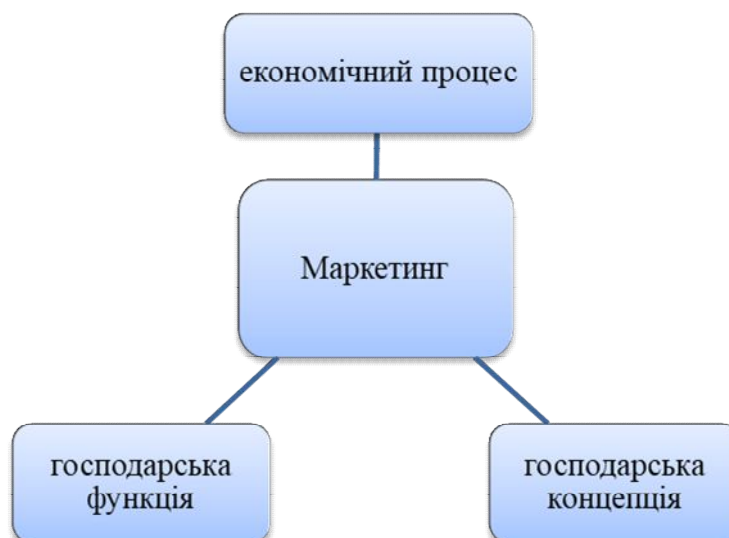 економічний процес
Маркетинг
господарська
функція
господарська
концепція